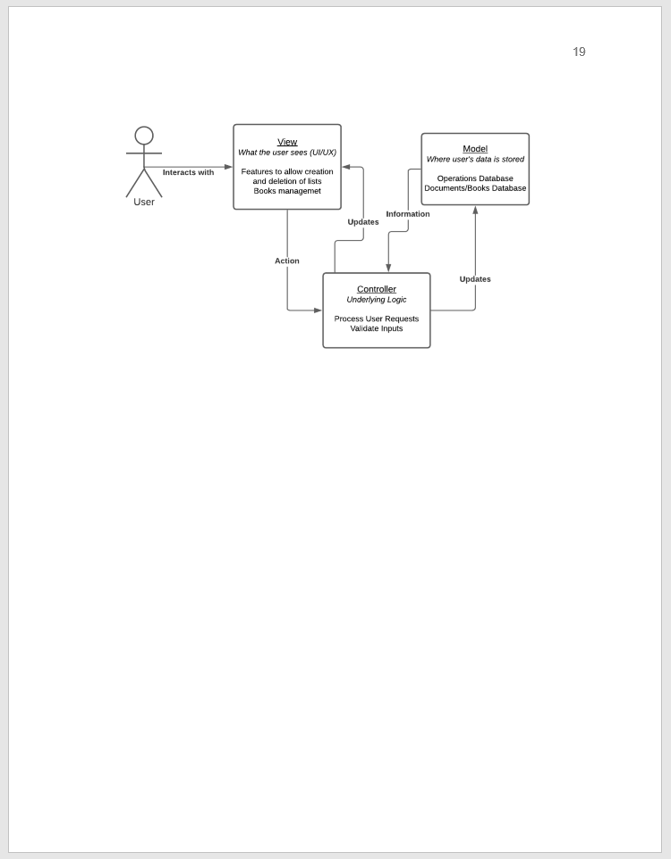 19
View
What the user sees (UI/UX)
Features to allow creation
and deletion of lists
Books managemet
Model
Where user's data is stored
Operations Database
Documents/Books Database
Interacts with
User
Updates
Information
Action
Updates
Controller
Underlying Logic
Process User Requests
Validate Inputs